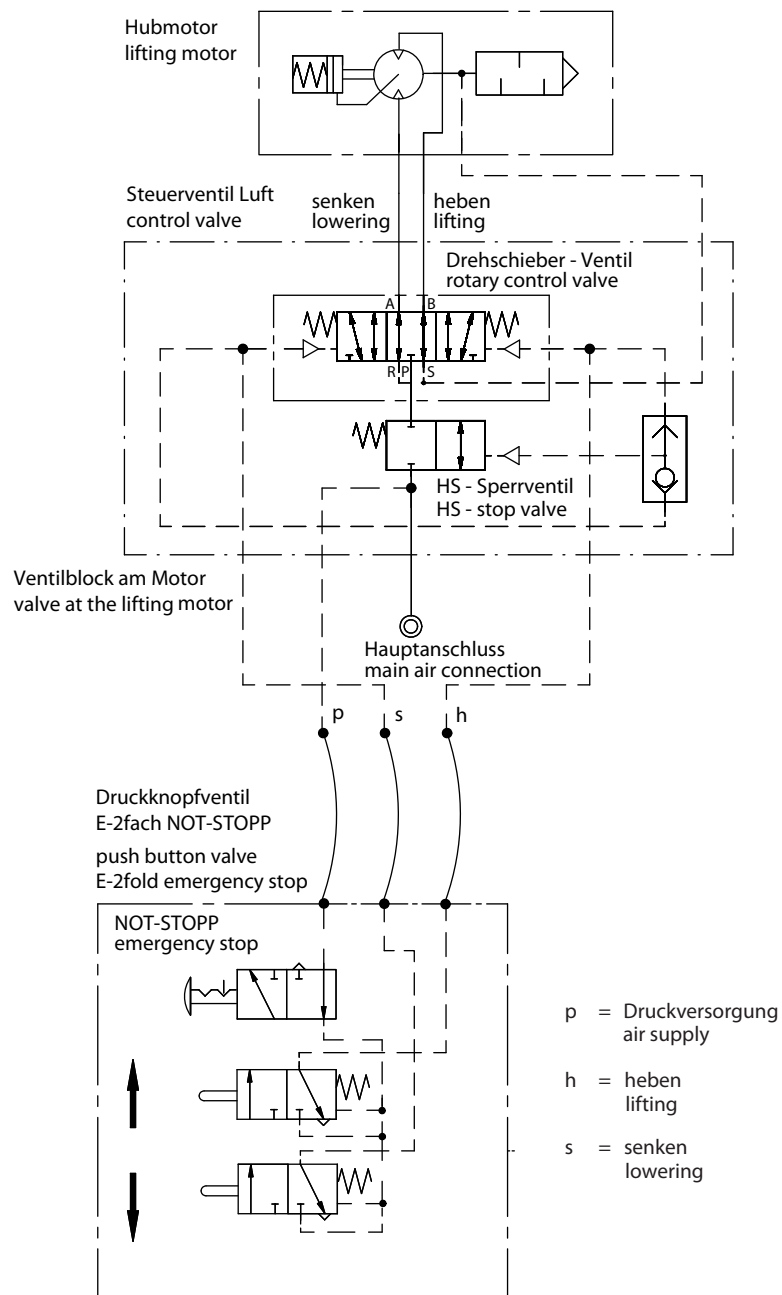 Hubmotor
lifting motor
Steuerventil Luft
control valve
senken
lowering
heben
lifting
Drehschieber - Ventil
rotary control valve
A
B
R
P
S
HS - Sperrventil
HS - stop valve
Ventilblock am Motor
valve at the lifting motor
Hauptanschluss
main air connection
p
s
h
Druckknopfventil
E-2fach NOT-STOPP
push button valve
E-2fold emergency stop
NOT-STOPP
emergency stop
p = Druckversorgung
air supply
h = heben
lifting
s = senken
lowering